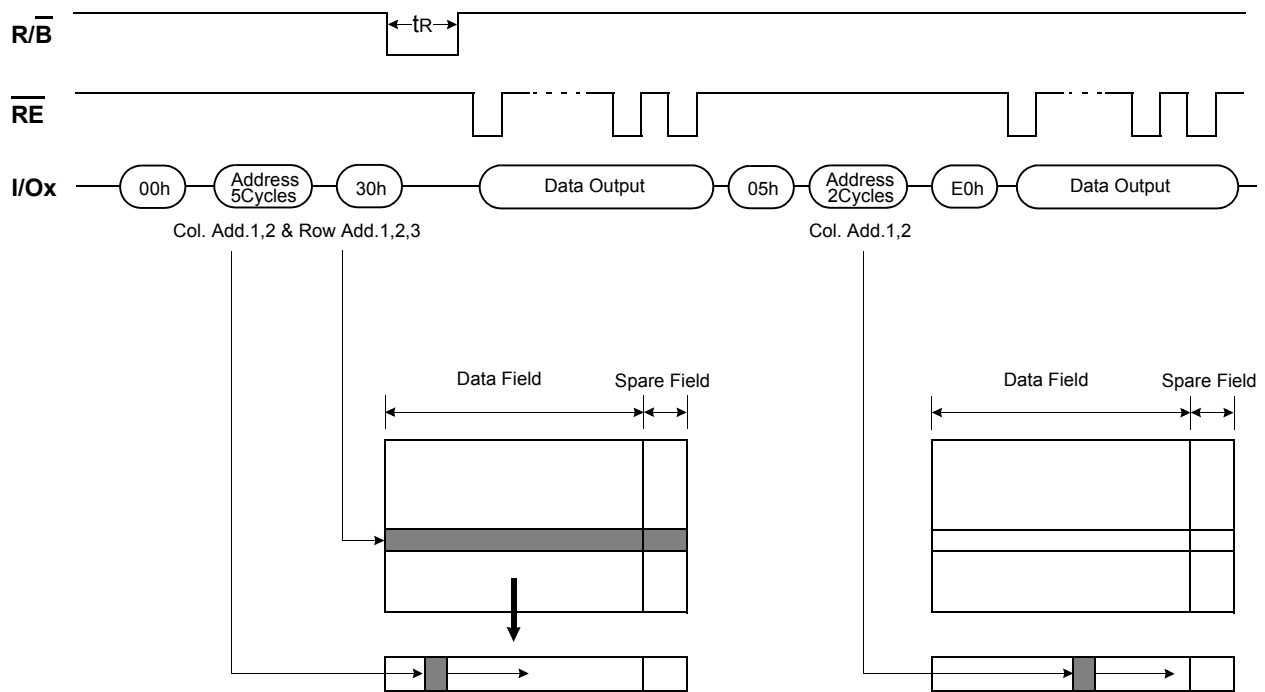 R/B̅
tR
R̅E̅
I/Ox
00h
Address
5Cycles
30h
Data Output
05h
Address
2Cycles
E0h
Data Output
Col. Add.1,2 & Row Add.1,2,3
Col. Add.1,2
Data Field
Spare Field
Data Field
Spare Field